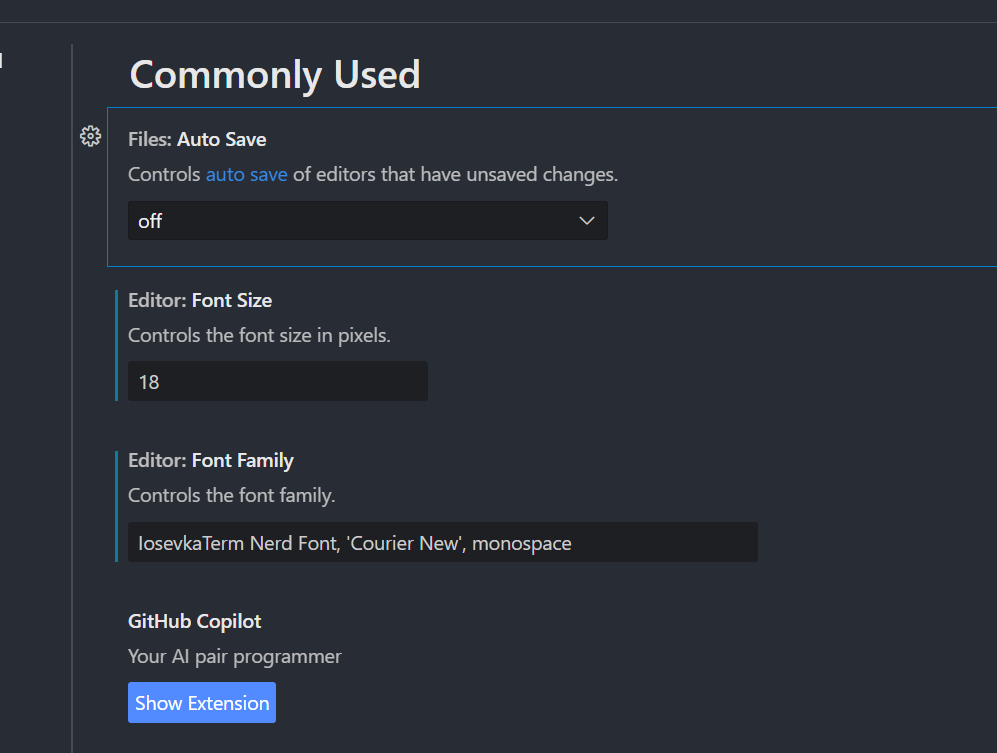 Commonly Used
Files: Auto Save
Controls auto save of editors that have unsaved changes.
off
Editor: Font Size
Controls the font size in pixels.
18
Editor: Font Family
Controls the font family.
IosevkaTerm Nerd Font, 'Courier New', monospace
GitHub Copilot
Your AI pair programmer
Show Extension